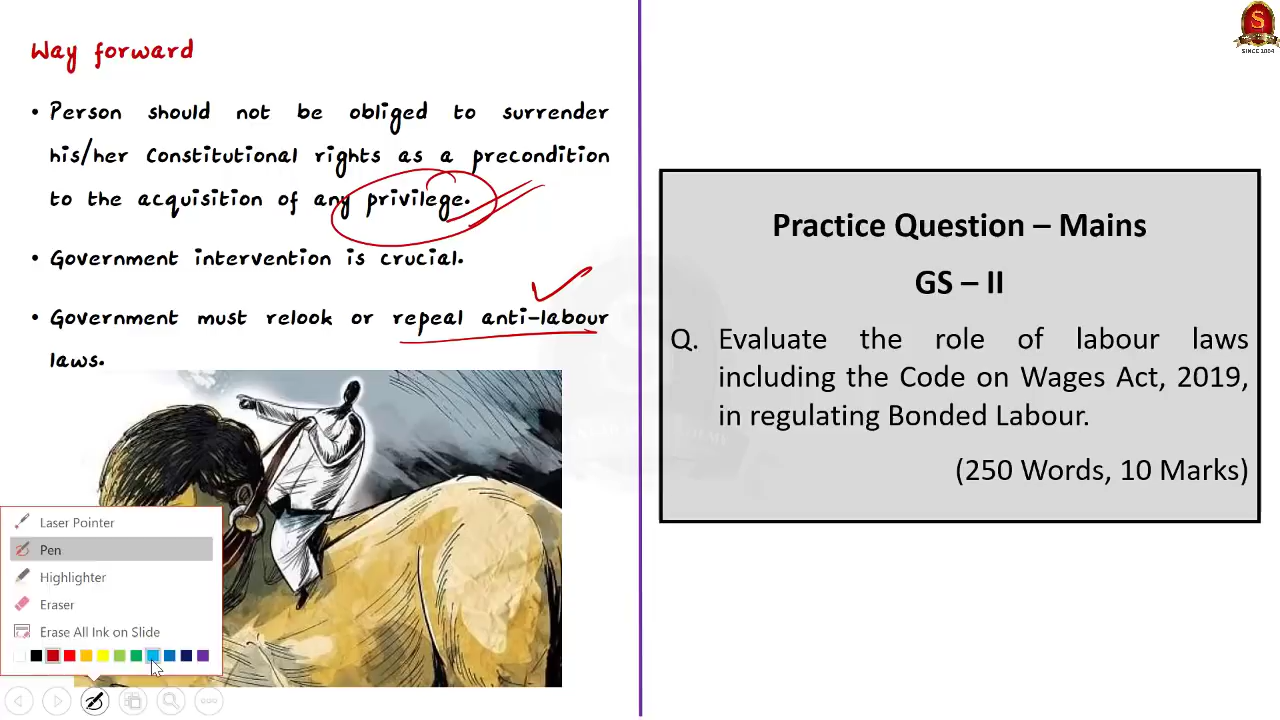 Way forward
• Person should not be obliged to surrender
his/her Constitutional rights as a precondition
to the acquisition of any privilege.
• Government intervention is crucial.
• Government must relook or repeal anti-labour
laws.
Laser Pointer
Pen
Highlighter
Eraser
Erase All Ink on Slide
S
SINCE 2004
Practice Question – Mains
GS – II
Q. Evaluate the role of labour laws
including the Code on Wages Act, 2019,
in regulating Bonded Labour.
(250 Words, 10 Marks)